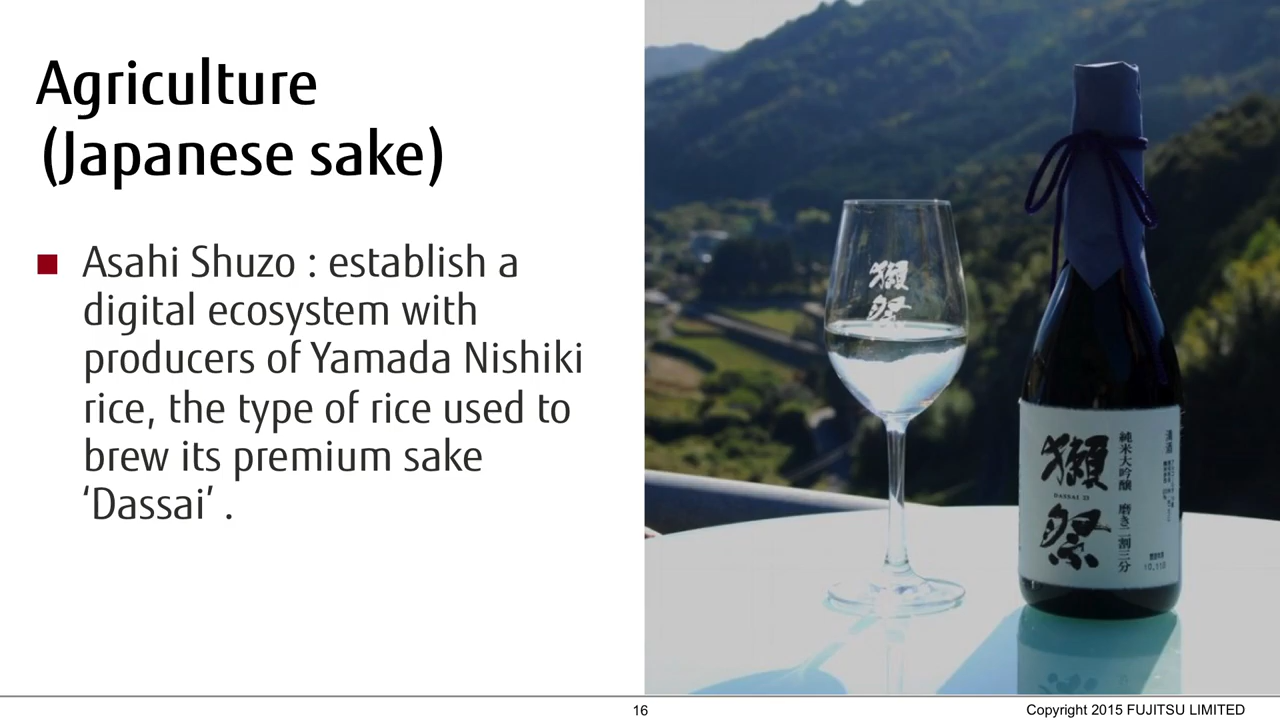 Agriculture
(Japanese sake)
Asahi Shuzo : establish a
digital ecosystem with
producers of Yamada Nishiki
rice, the type of rice used to
brew its premium sake
‘Dassai’ .
獺祭
獺祭
DASSAI 23
純米大吟醸 磨き二割三分
16
Copyright 2015 FUJITSU LIMITED